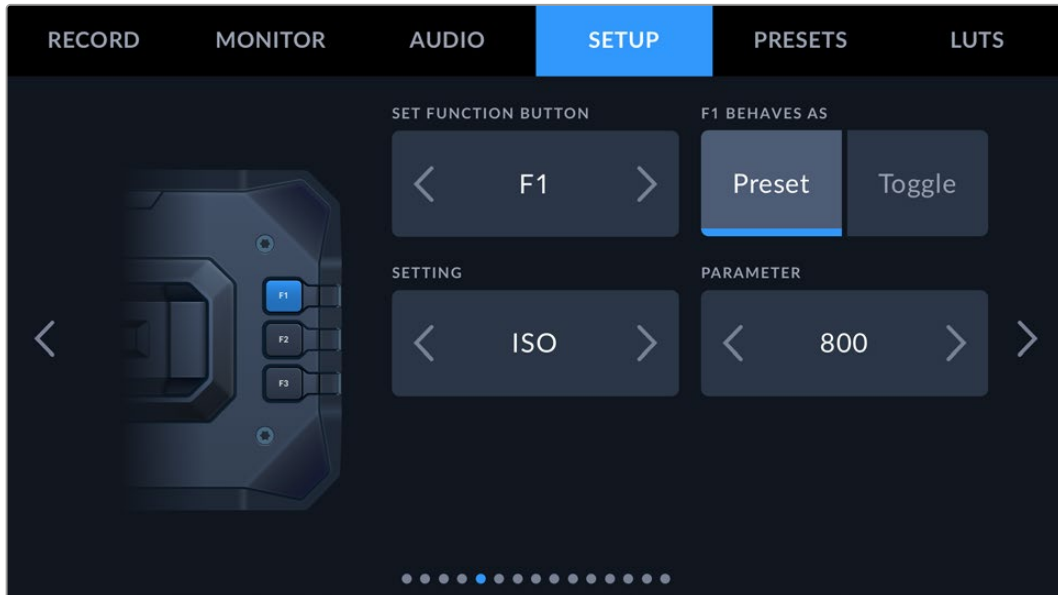 RECORD MONITOR AUDIO SETUP PRESETS LUTS
SET FUNCTION BUTTON F1 BEHAVES AS
F1 Preset Toggle
SETTING PARAMETER
ISO 800
F1
F2
F3